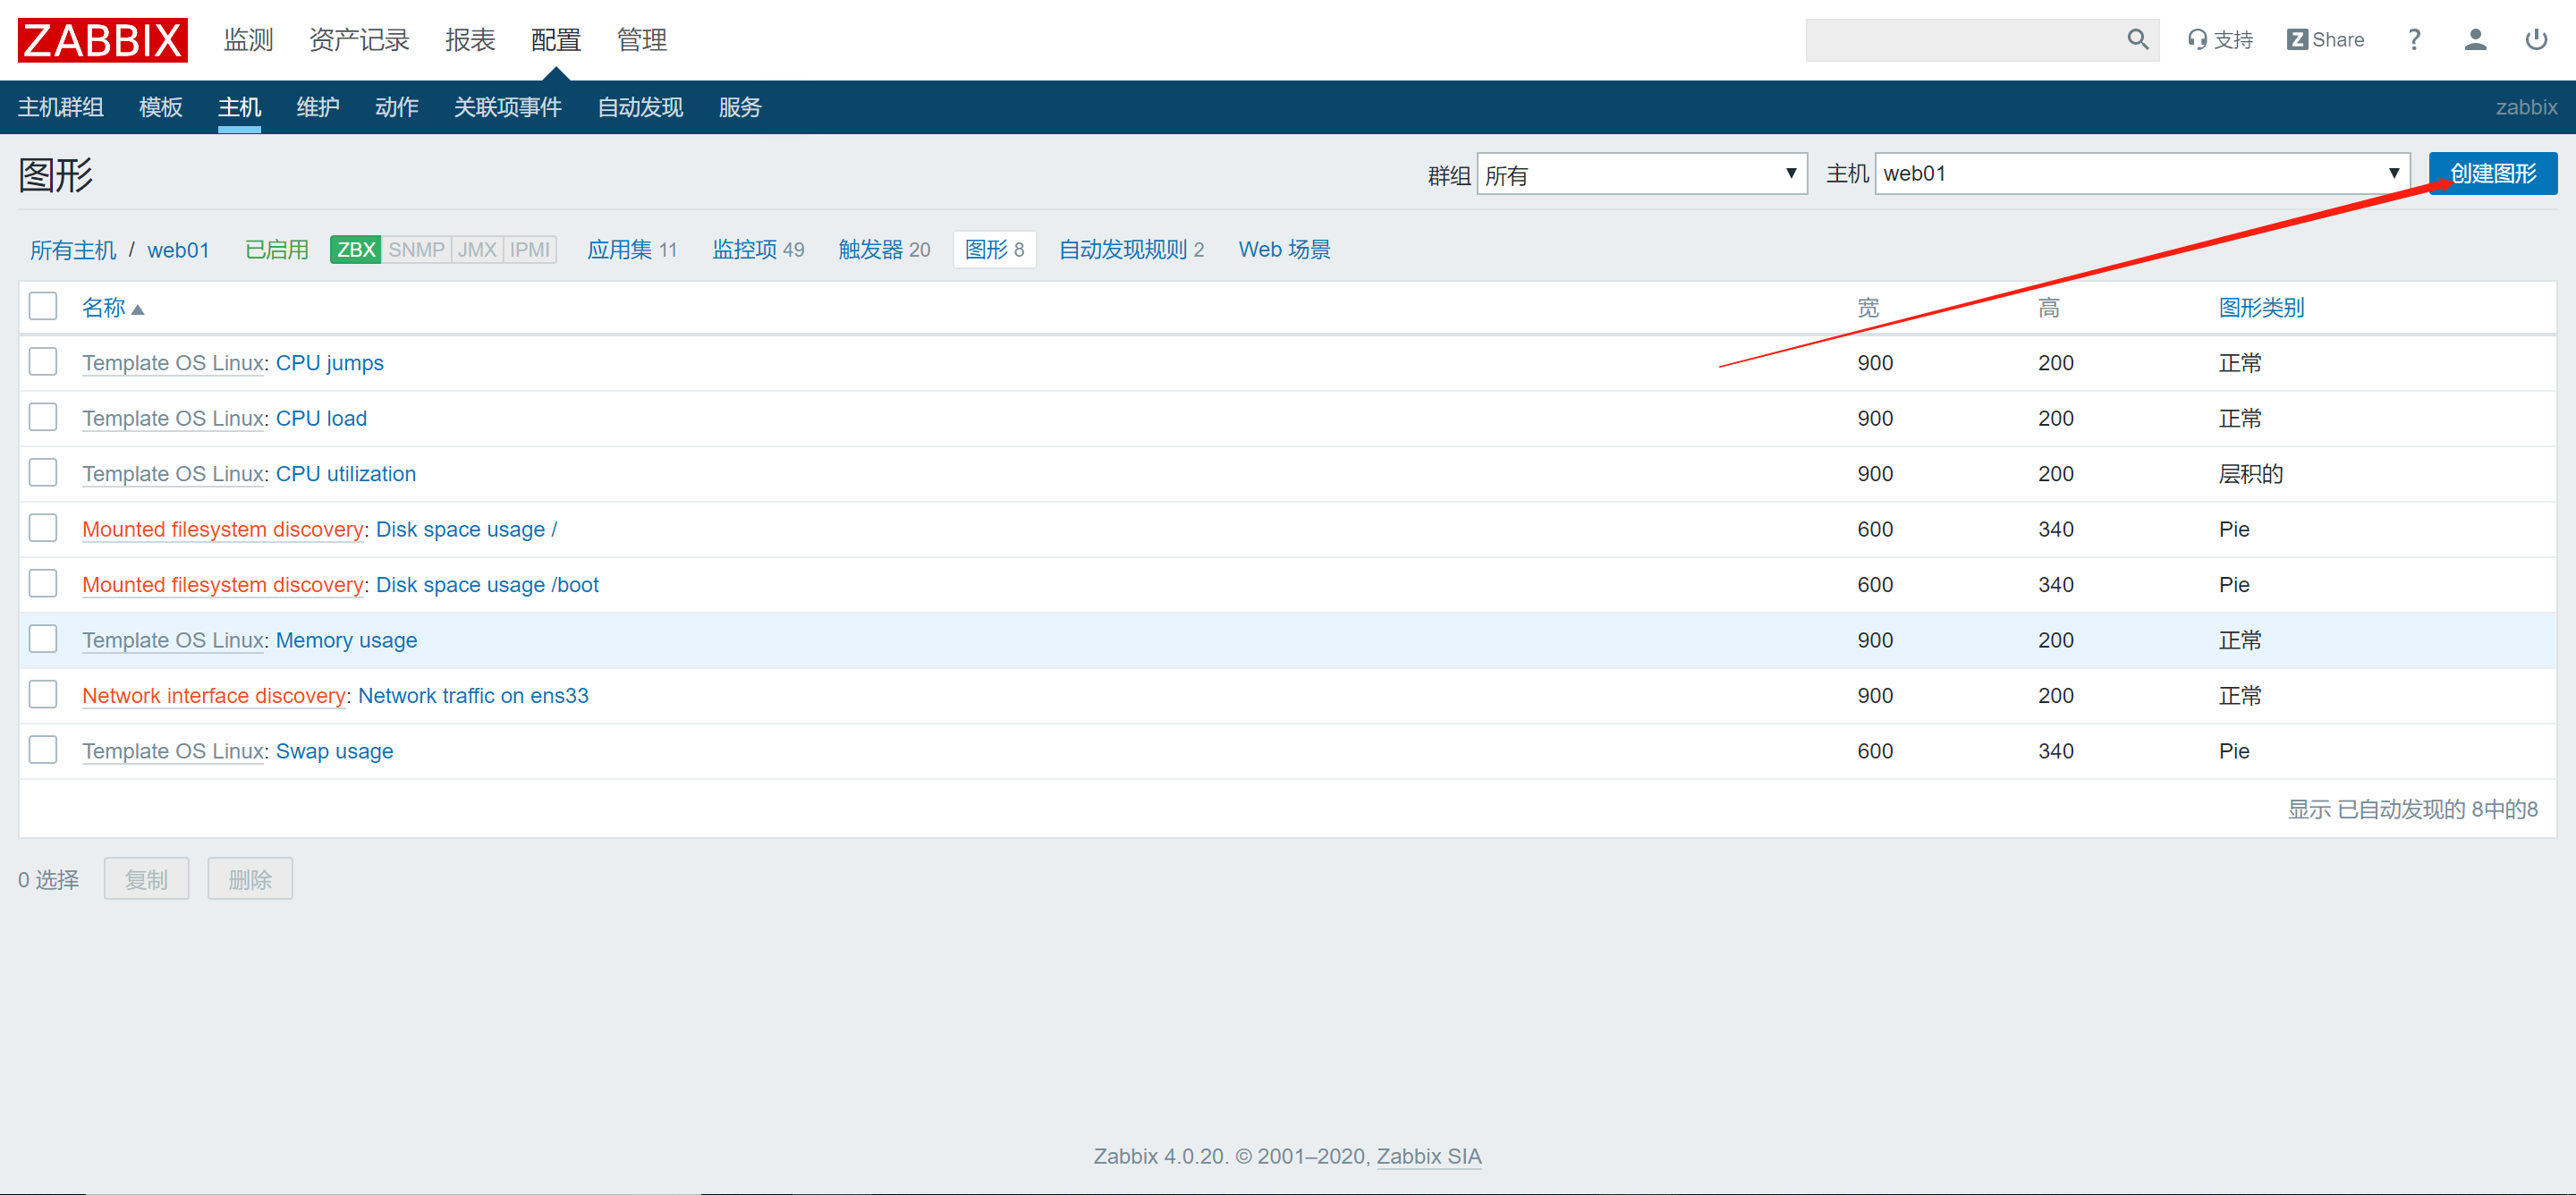 ZABBIX 监测 资产记录 报表 配置 管理 支持 Z Share ?
主机群组 模板 主机 维护 动作 关联项事件 自动发现 服务 zabbix
图形 群组 所有 主机 web01 创建图形
所有主机 / web01 已启用 ZBX SNMP JMX IPMI 应用集 11 监控项 49 触发器 20 图形 8 自动发现规则 2 Web 场景
名称 宽 高 图形类别
Template OS Linux: CPU jumps 900 200 正常
Template OS Linux: CPU load 900 200 正常
Template OS Linux: CPU utilization 900 200 层积的
Mounted filesystem discovery: Disk space usage / 600 340 Pie
Mounted filesystem discovery: Disk space usage /boot 600 340 Pie
Template OS Linux: Memory usage 900 200 正常
Network interface discovery: Network traffic on ens33 900 200 正常
Template OS Linux: Swap usage 600 340 Pie
显示 已自动发现的 8中的8
0 选择 复制 删除
Zabbix 4.0.20. © 2001–2020, Zabbix SIA